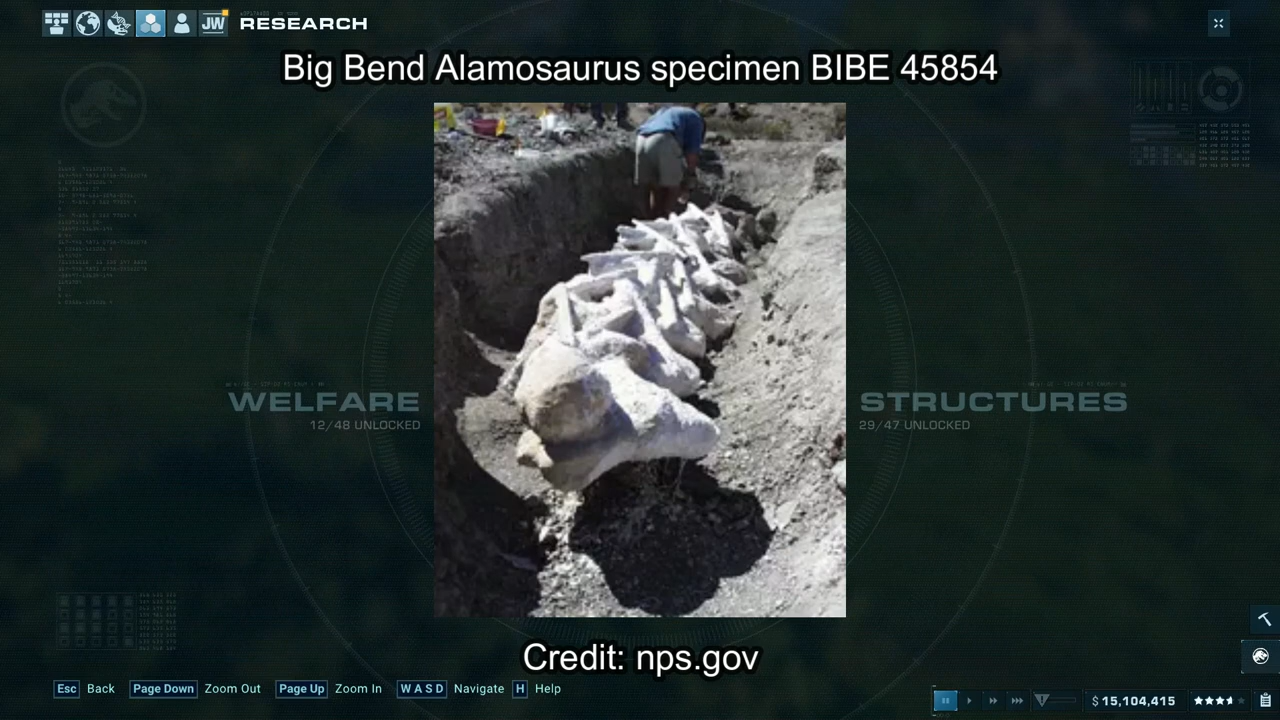 JW RESEARCH
Big Bend Alamosaurus specimen BIBE 45854
WELFARE
12/48 UNLOCKED
STRUCTURES
29/47 UNLOCKED
Credit: nps.gov
Esc Back Page Down Zoom Out Page Up Zoom In W A S D Navigate H Help
$ 15,104,415